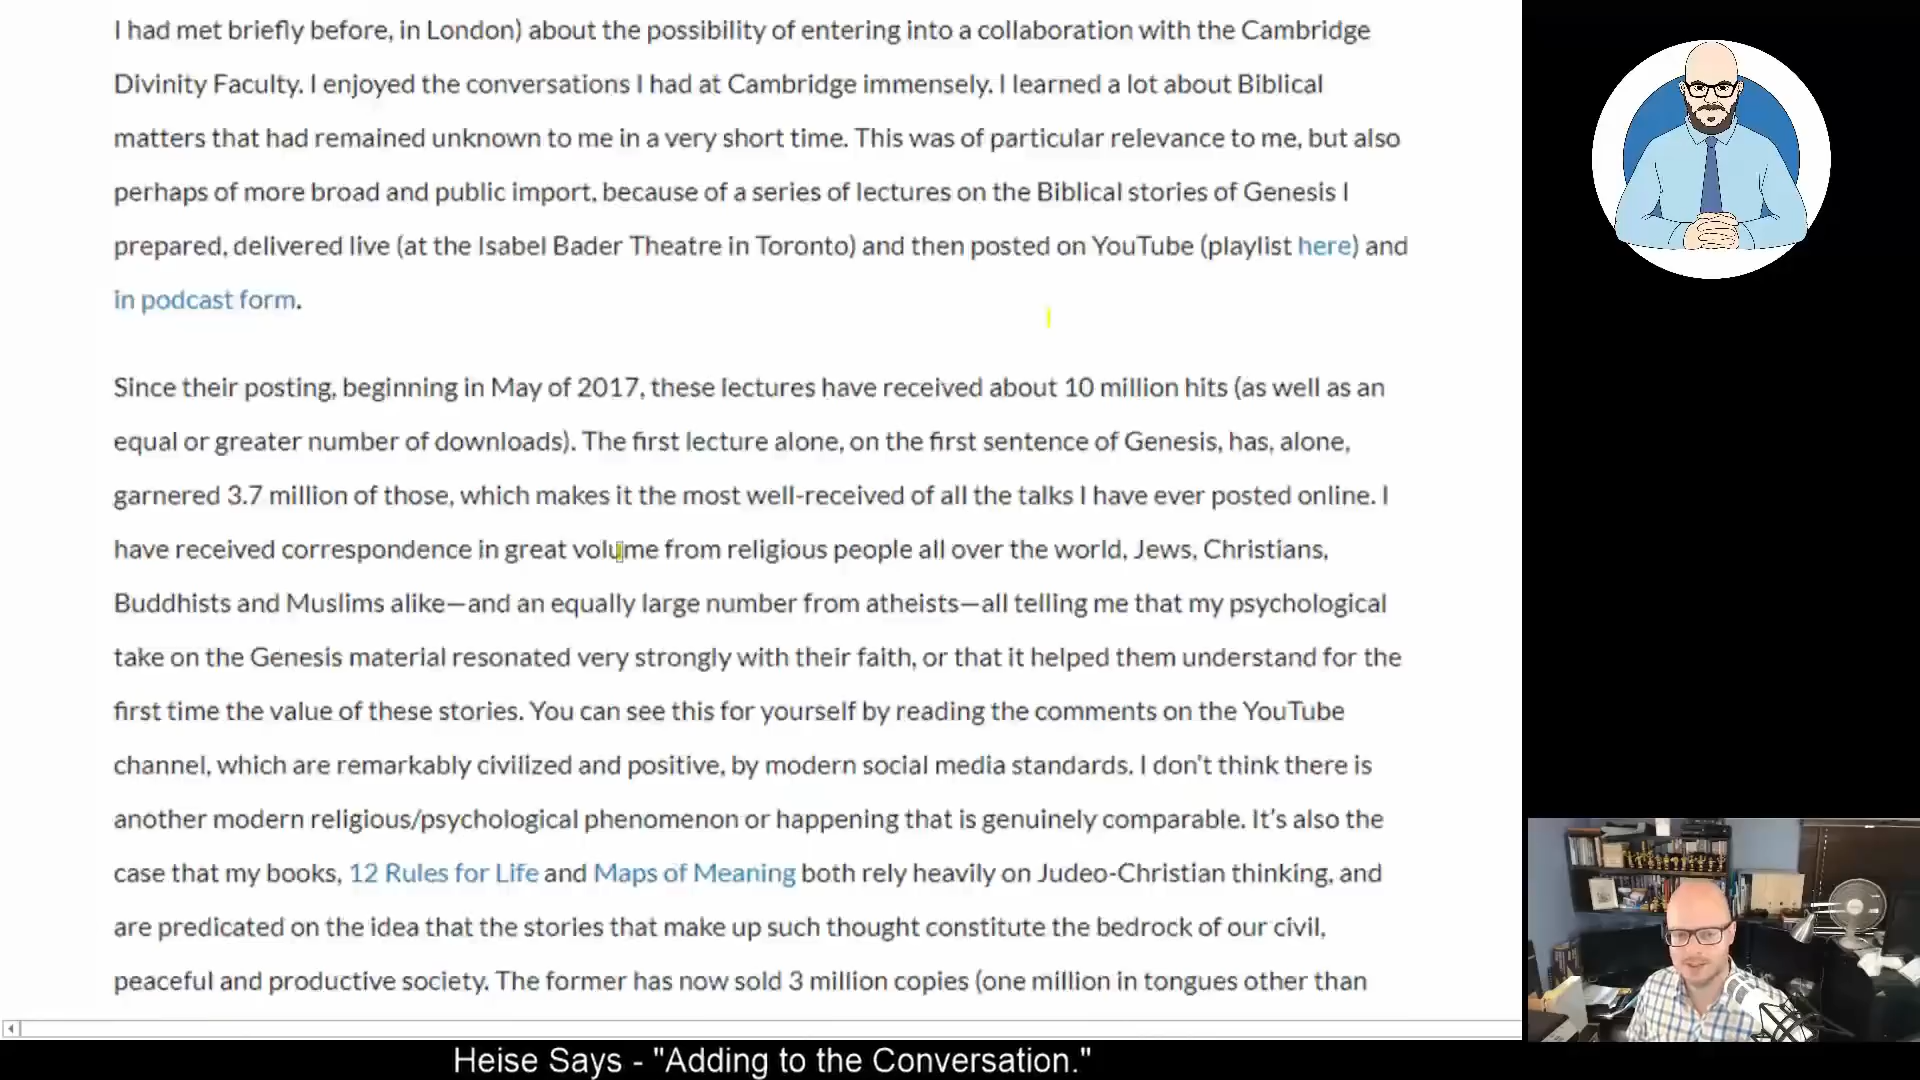 I had met briefly before, in London) about the possibility of entering into a collaboration with the Cambridge
Divinity Faculty. I enjoyed the conversations I had at Cambridge immensely. I learned a lot about Biblical
matters that had remained unknown to me in a very short time. This was of particular relevance to me, but also
perhaps of more broad and public import, because of a series of lectures on the Biblical stories of Genesis I
prepared, delivered live (at the Isabel Bader Theatre in Toronto) and then posted on YouTube (playlist here) and
in podcast form.
Since their posting, beginning in May of 2017, these lectures have received about 10 million hits (as well as an
equal or greater number of downloads). The first lecture alone, on the first sentence of Genesis, has, alone,
garnered 3.7 million of those, which makes it the most well-received of all the talks I have ever posted online. I
have received correspondence in great volume from religious people all over the world, Jews, Christians,
Buddhists and Muslims alike—and an equally large number from atheists—all telling me that my psychological
take on the Genesis material resonated very strongly with their faith, or that it helped them understand for the
first time the value of these stories. You can see this for yourself by reading the comments on the YouTube
channel, which are remarkably civilized and positive, by modern social media standards. I don't think there is
another modern religious/psychological phenomenon or happening that is genuinely comparable. It's also the
case that my books, 12 Rules for Life and Maps of Meaning both rely heavily on Judeo-Christian thinking, and
are predicated on the idea that the stories that make up such thought constitute the bedrock of our civil,
peaceful and productive society. The former has now sold 3 million copies (one million in tongues other than
Heise Says - "Adding to the Conversation."